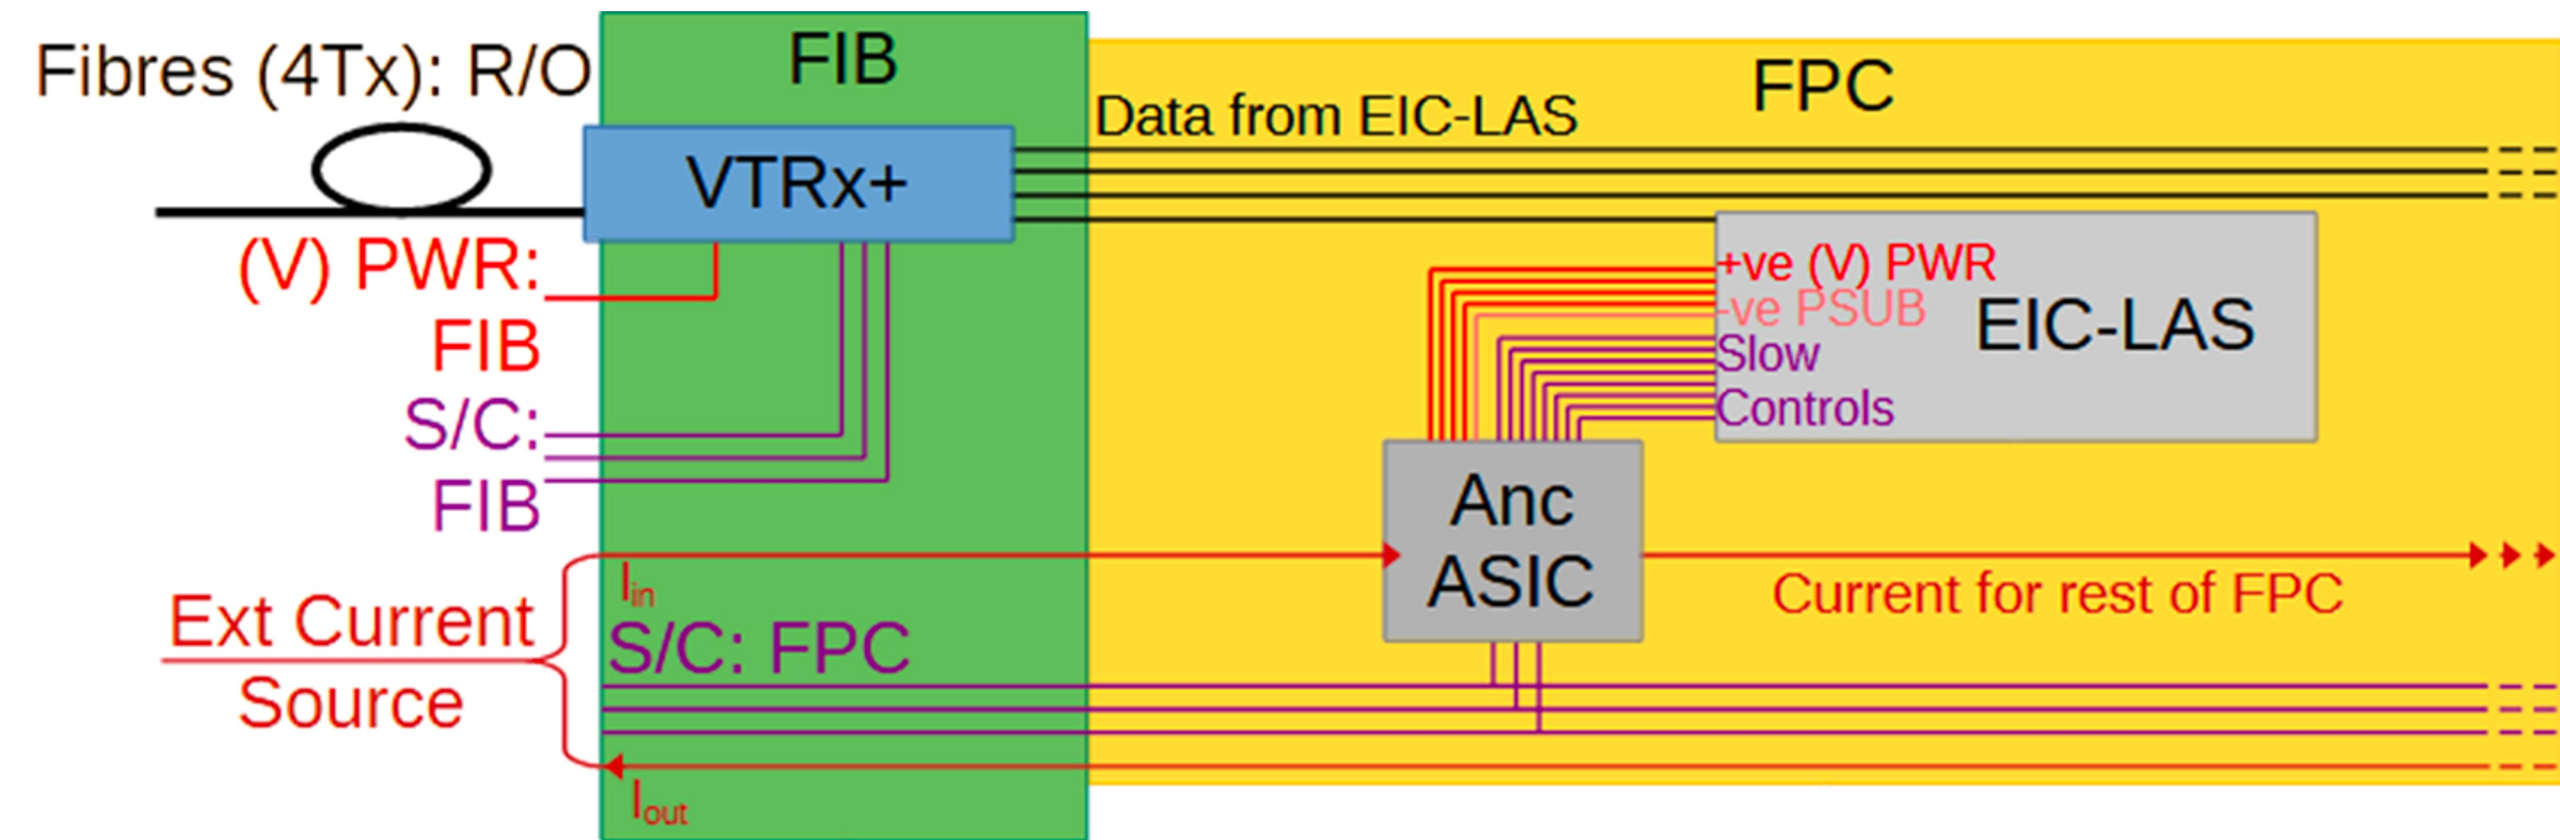 Fibres (4Tx): R/O
FIB
FPC
Data from EIC-LAS
VTRx+
(V) PWR:
FIB
+ve (V) PWR
-ve PSUB
EIC-LAS
Slow
Controls
S/C:
FIB
Anc
ASIC
Iin
Ext Current
Source
S/C: FPC
Current for rest of FPC
Iout